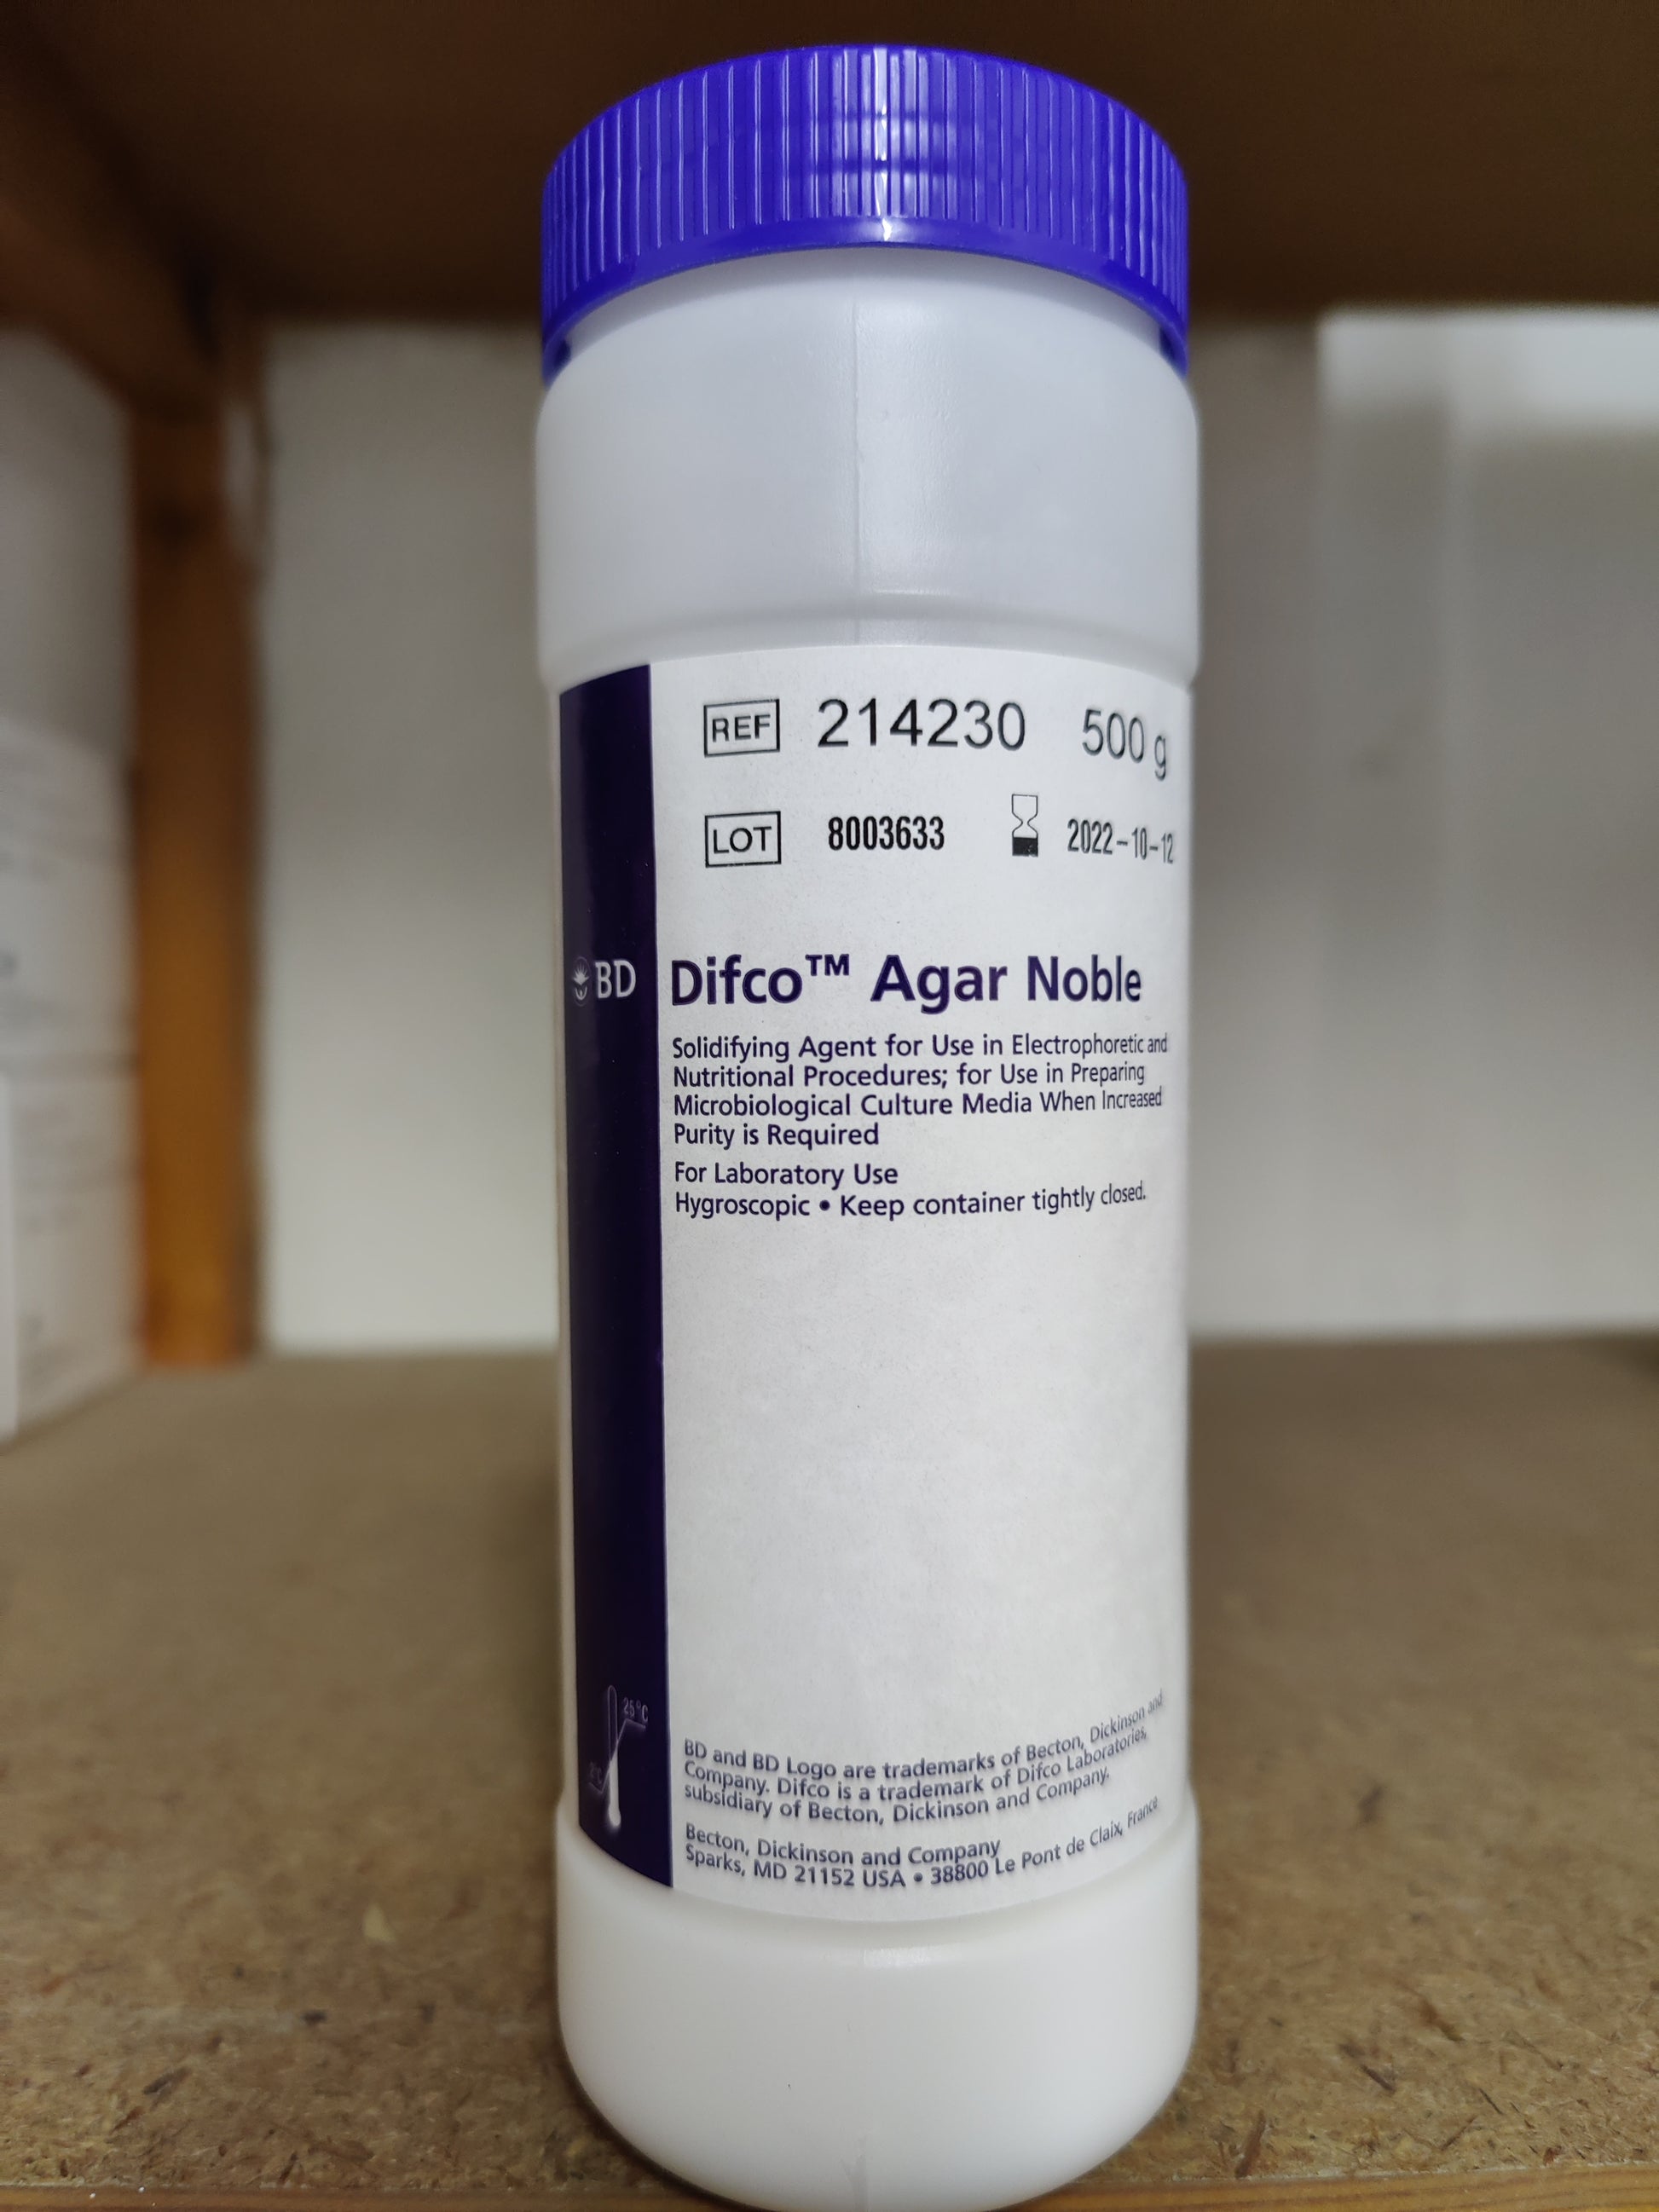 REF 214230 500 g
LOT 8003633 2022-10-12
BD Difco™ Agar Noble
Solidifying Agent for Use in Electrophoretic and
Nutritional Procedures; for Use in Preparing
Microbiological Culture Media When Increased
Purity is Required
For Laboratory Use
Hygroscopic • Keep container tightly closed.
25°C
2°C
BD and BD Logo are trademarks of Becton, Dickinson and
Company. Difco is a trademark of Difco Laboratories,
subsidiary of Becton, Dickinson and Company.
Becton, Dickinson and Company
Sparks, MD 21152 USA • 38800 Le Pont de Claix, France